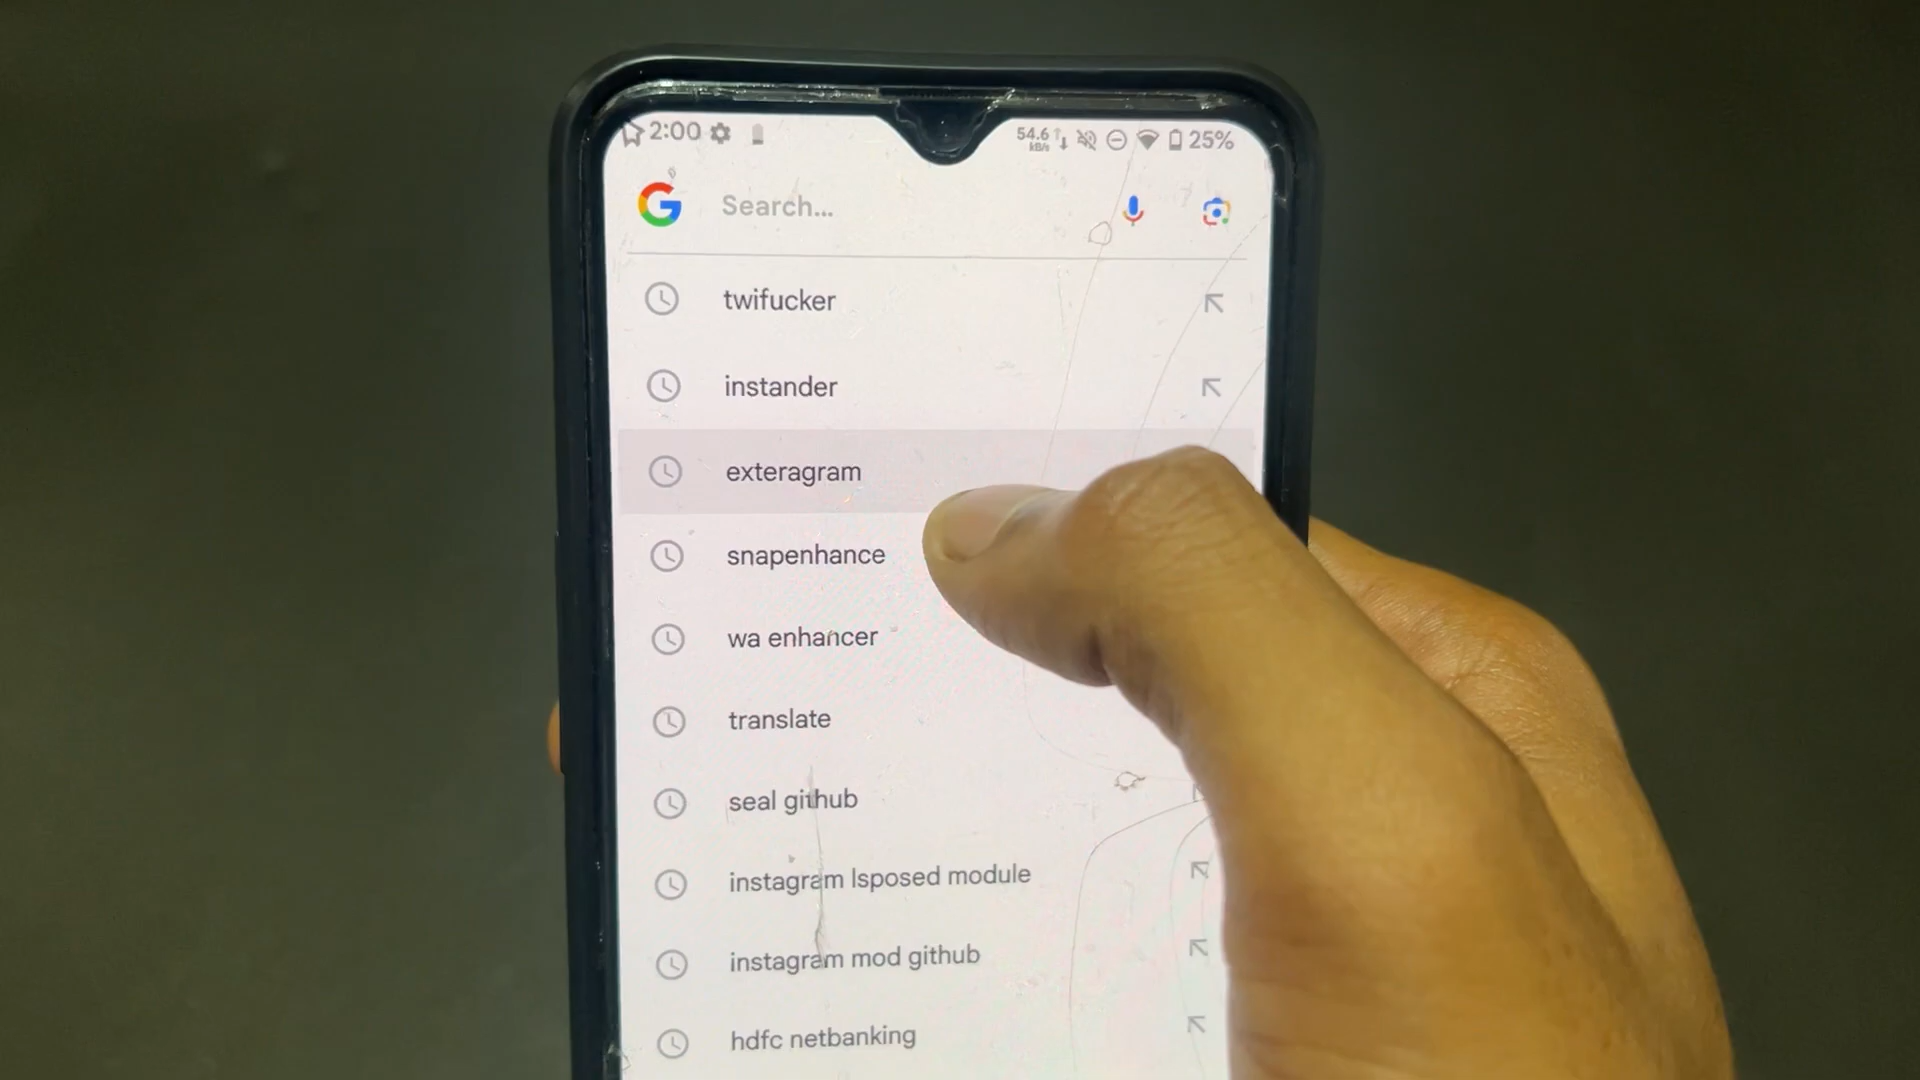 2:00
54.6
kB/s
25%
Search...
twifucker
instander
exteragram
snapenhance
wa enhancer
translate
seal github
instagram lsposed module
instagram mod github
hdfc netbanking